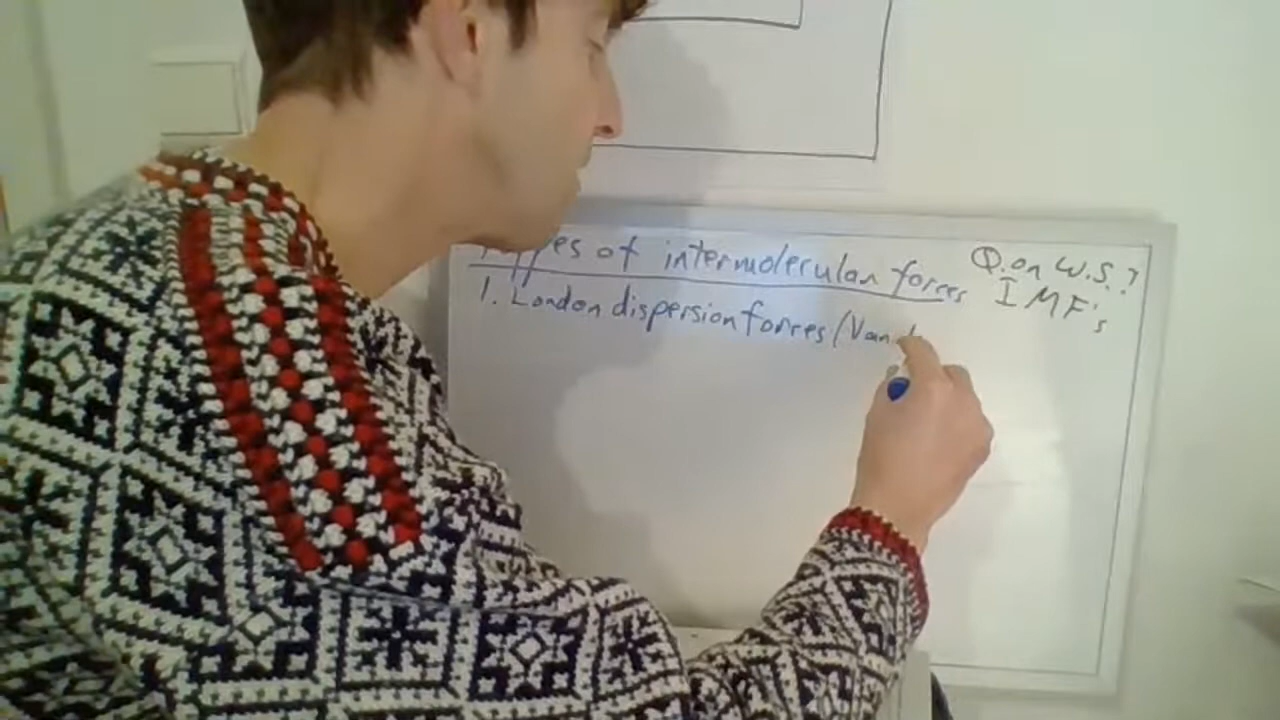 Types of intermolecular forces
Q. on W.S.?
IMF's
1. London dispersion forces (Van